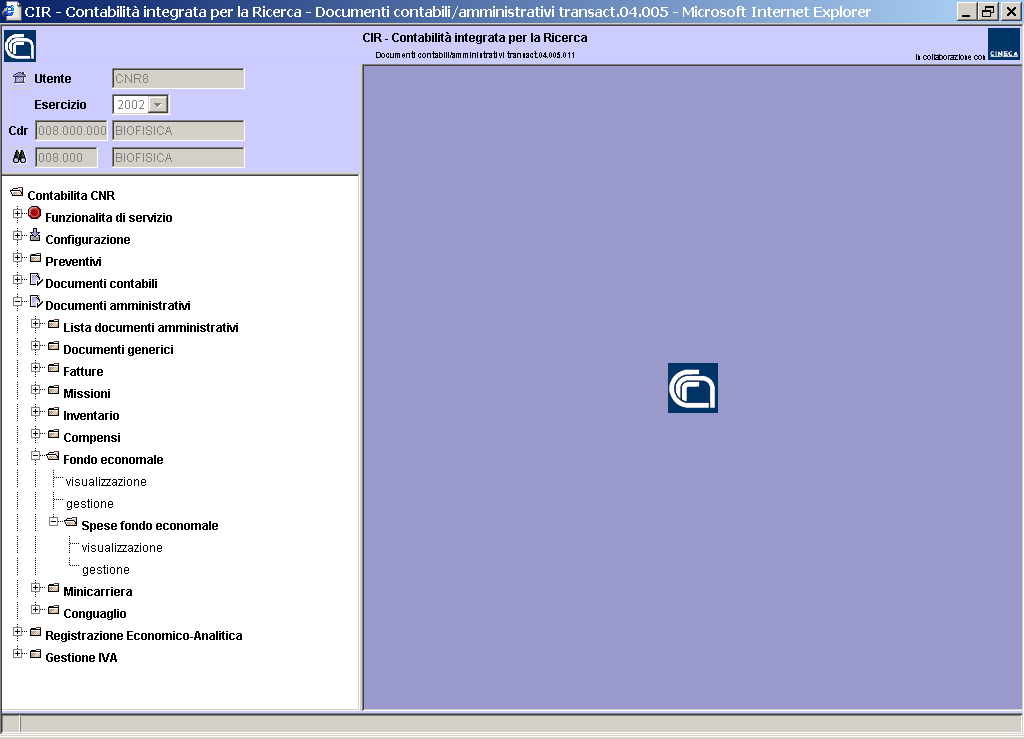 CIR - Contabilità integrata per la Ricerca - Documenti contabili/amministrativi transact.04.005 - Microsoft Internet Explorer
CIR - Contabilità integrata per la Ricerca
Documenti contabili/amministrativi transact.04.005.011
In collaborazione con CINECA
Utente CNR8
Esercizio 2002
Cdr 008.000.000 BIOFISICA
008.000 BIOFISICA
Contabilita CNR
Funzionalita di servizio
Configurazione
Preventivi
Documenti contabili
Documenti amministrativi
Lista documenti amministrativi
Documenti generici
Fatture
Missioni
Inventario
Compensi
Fondo economale
visualizzazione
gestione
Spese fondo economale
visualizzazione
gestione
Minicarriera
Conguaglio
Registrazione Economico-Analitica
Gestione IVA